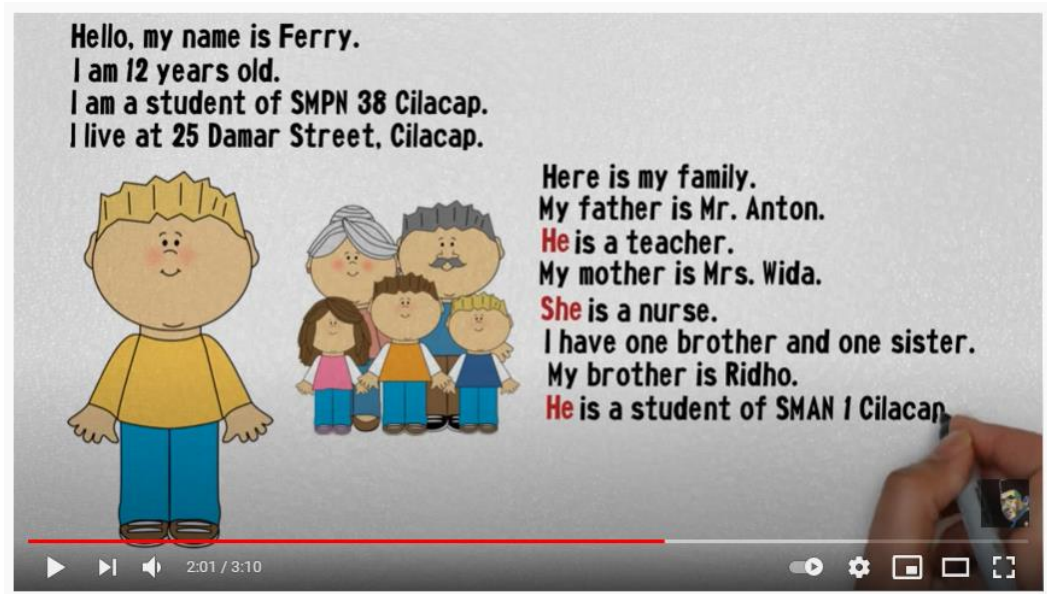 Hello, my name is Ferry.
I am 12 years old.
I am a student of SMPN 38 Cilacap.
I live at 25 Damar Street, Cilacap.
Here is my family.
My father is Mr. Anton.
He is a teacher.
My mother is Mrs. Wida.
She is a nurse.
I have one brother and one sister.
My brother is Ridho.
He is a student of SMAN 1 Cilacap
2:01 / 3:10